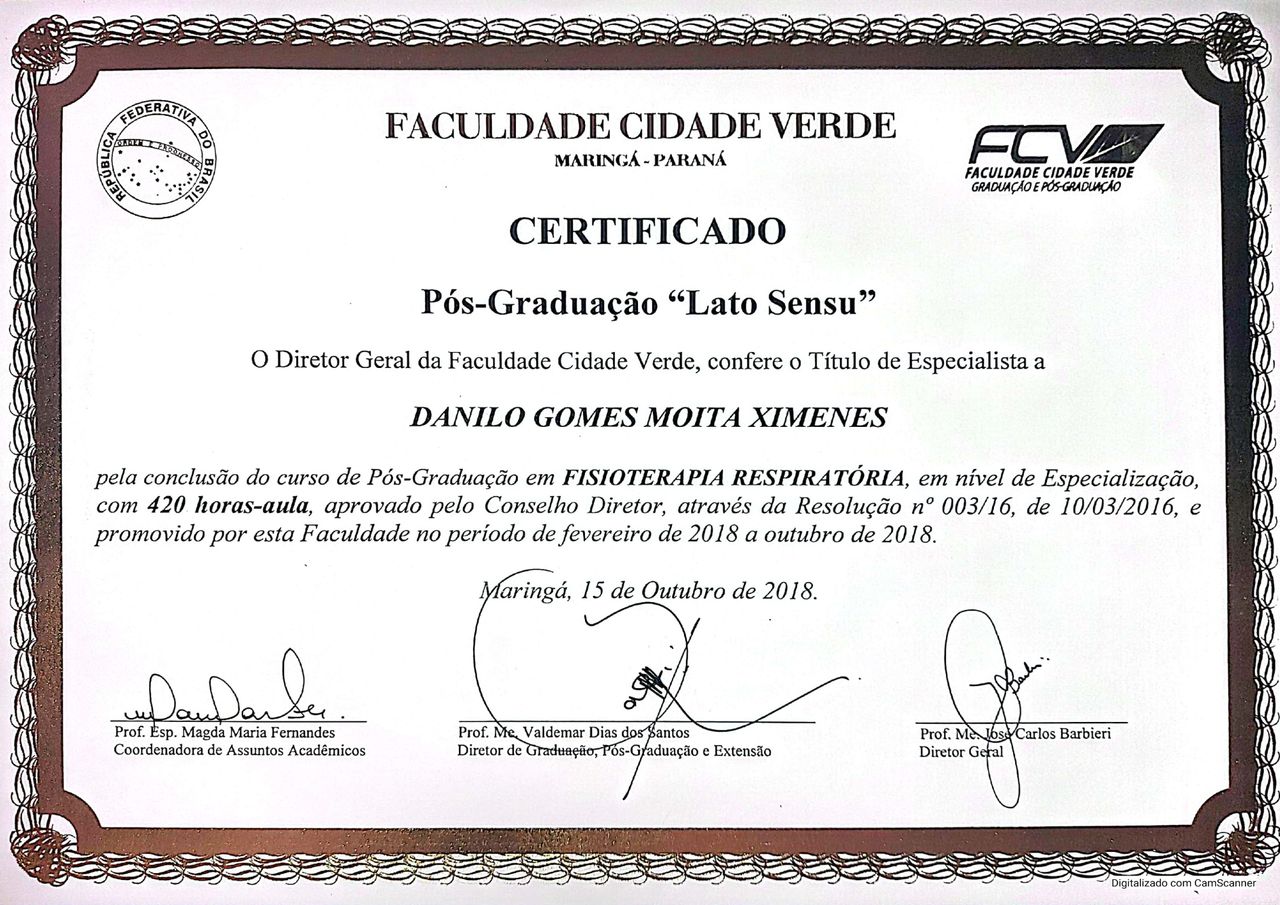 REPÚBLICA FEDERATIVA DO BRASIL
ORDEM E PROGRESSO
FACULDADE CIDADE VERDE
MARINGÁ - PARANÁ
FCV
FACULDADE CIDADE VERDE
GRADUAÇÃO E PÓS-GRADUAÇÃO
CERTIFICADO
Pós-Graduação “Lato Sensu”
O Diretor Geral da Faculdade Cidade Verde, confere o Título de Especialista a
DANILO GOMES MOITA XIMENES
pela conclusão do curso de Pós-Graduação em FISIOTERAPIA RESPIRATÓRIA, em nível de Especialização,
com 420 horas-aula, aprovado pelo Conselho Diretor, através da Resolução nº 003/16, de 10/03/2016, e
promovido por esta Faculdade no período de fevereiro de 2018 a outubro de 2018.
Maringá, 15 de Outubro de 2018.
Prof. Esp. Magda Maria Fernandes
Coordenadora de Assuntos Acadêmicos
Prof. Me. Valdemar Dias dos Santos
Diretor de Graduação, Pós-Graduação e Extensão
Prof. Me. José Carlos Barbieri
Diretor Geral
Digitalizado com CamScanner